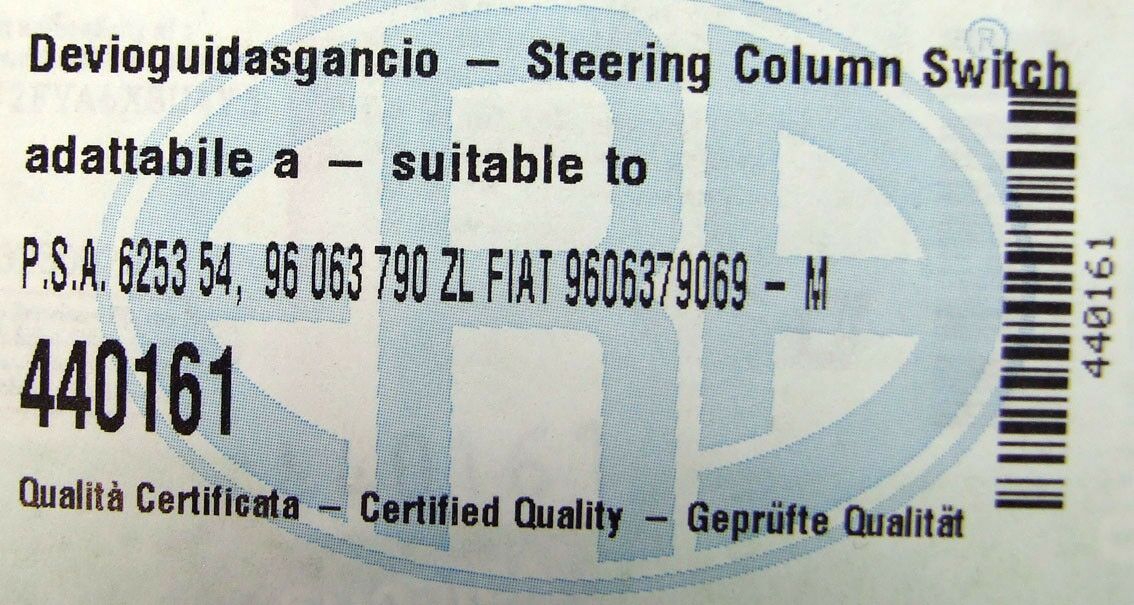 Devioguidasgancio – Steering Column Switch
adattabile a – suitable to
P.S.A. 6253 54, 96 063 790 ZL FIAT 9606379069 – M
440161
Qualità Certificata – Certified Quality – Geprüfte Qualität
440161
ERA
®